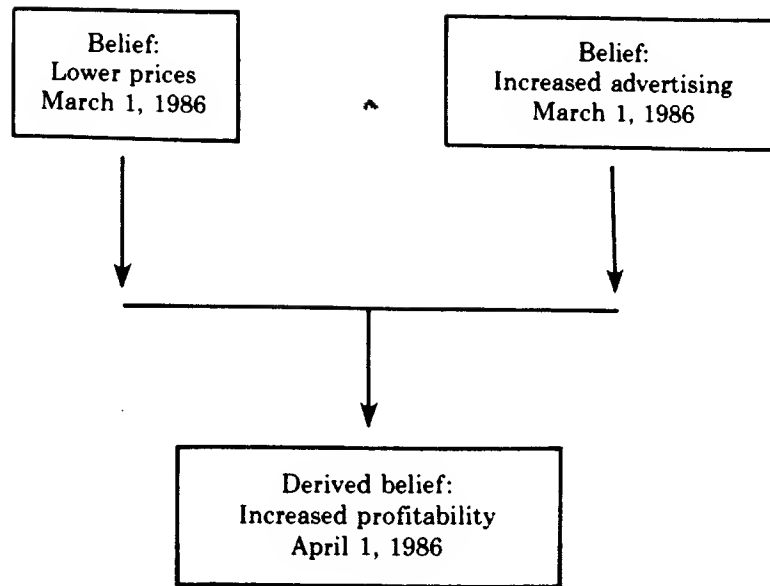 Belief:
Lower prices
March 1, 1986
Belief:
Increased advertising
March 1, 1986
Derived belief:
Increased profitability
April 1, 1986